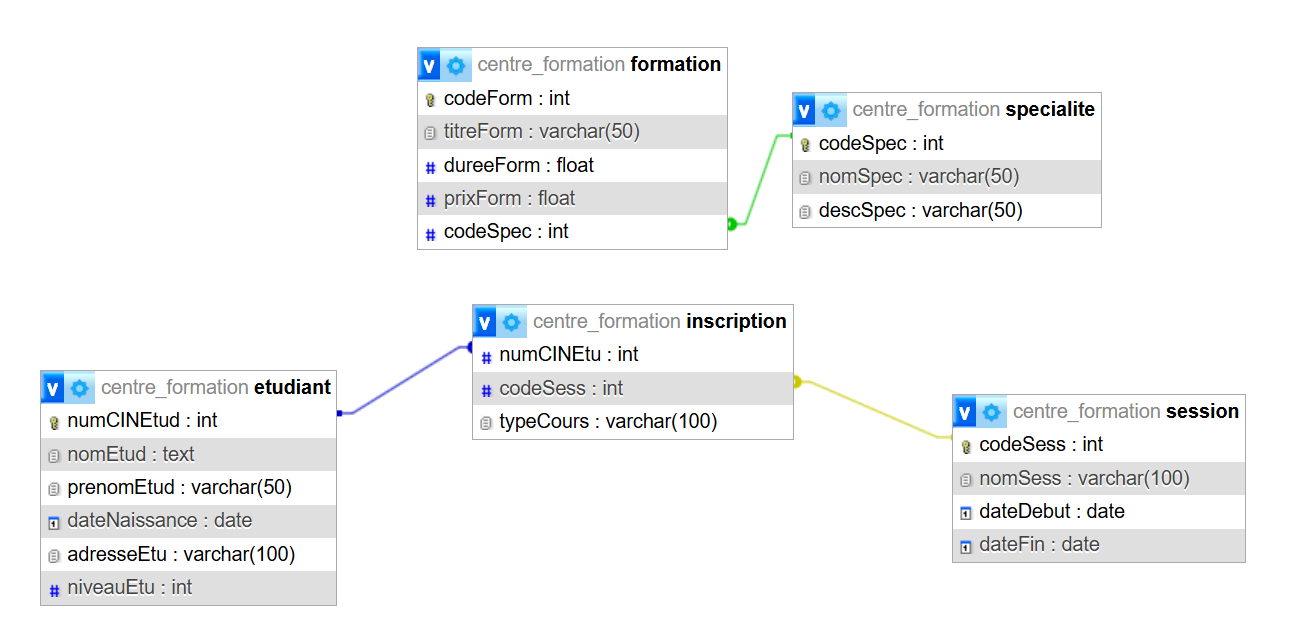 centre_formation formation
codeForm : int
titreForm : varchar(50)
dureeForm : float
prixForm : float
codeSpec : int
centre_formation specialite
codeSpec : int
nomSpec : varchar(50)
descSpec : varchar(50)
centre_formation inscription
numCINEtu : int
codeSess : int
typeCours : varchar(100)
centre_formation etudiant
numCINEtud : int
nomEtud : text
prenomEtud : varchar(50)
dateNaissance : date
adresseEtu : varchar(100)
niveauEtu : int
centre_formation session
codeSess : int
nomSess : varchar(100)
dateDebut : date
dateFin : date